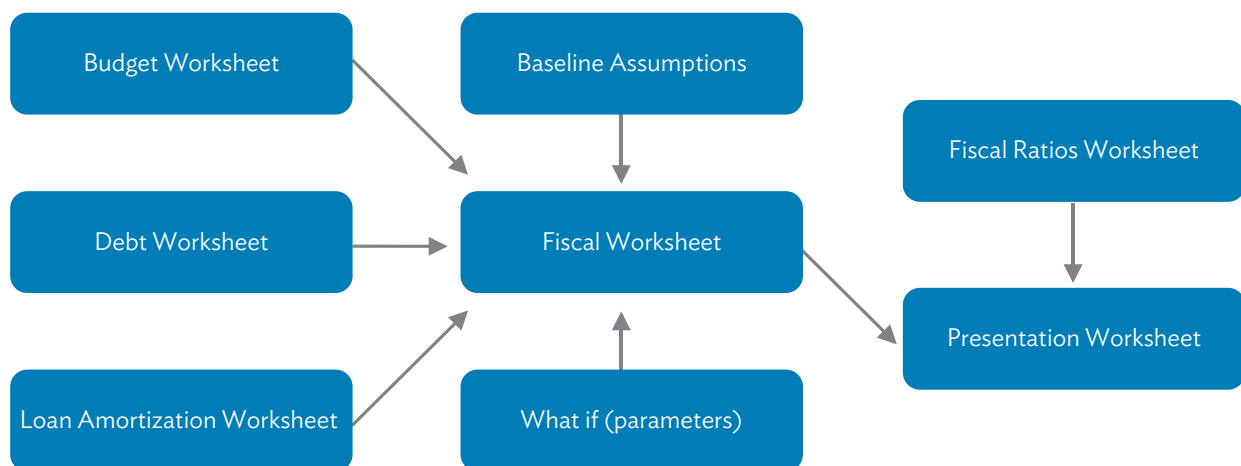 Budget Worksheet
Baseline Assumptions
Fiscal Ratios Worksheet
Debt Worksheet
Fiscal Worksheet
Presentation Worksheet
Loan Amortization Worksheet
What if (parameters)